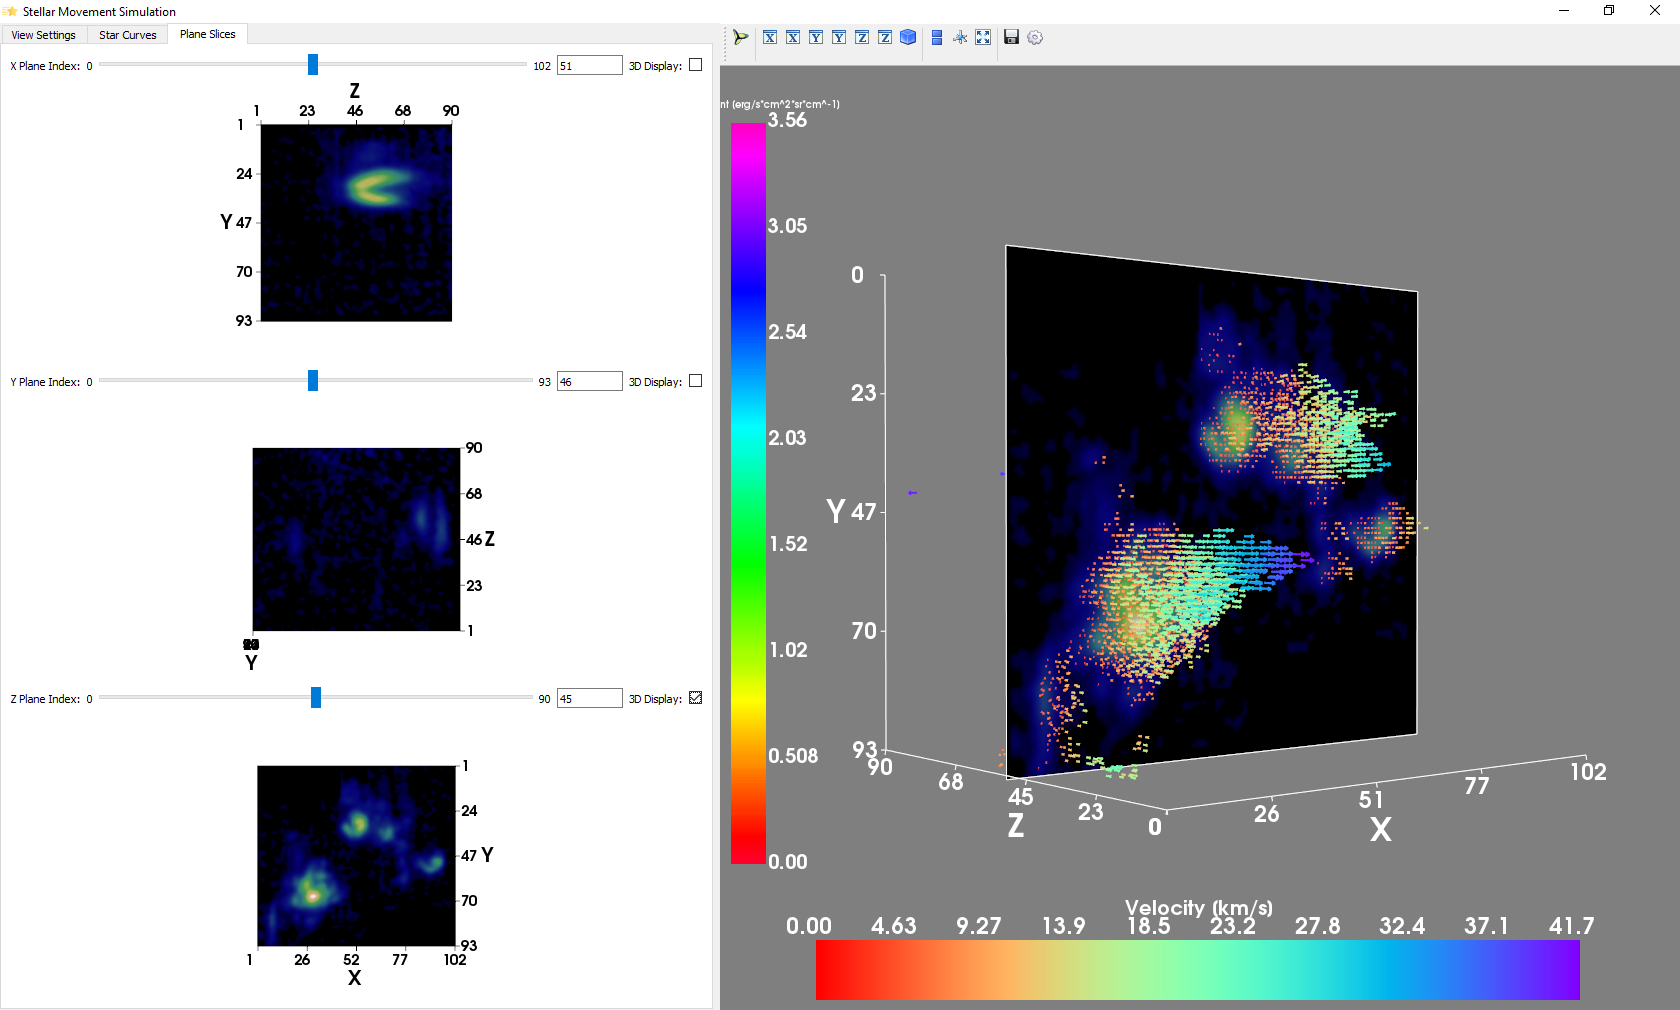 Stellar Movement Simulation
View Settings Star Curves Plane Slices
X Plane Index: 0 102 51 3D Display:
Z
1 23 46 68 90
1
24
Y 47
70
93
Y Plane Index: 0 93 46 3D Display:
90
68
46 Z
23
1
Y
Z Plane Index: 0 90 45 3D Display:
1
24
47 Y
70
93
1 26 52 77 102
X
X X Y Y Z Z
nt (erg/s*cm^2*sr*cm^-1)
3.56
3.05
2.54
2.03
1.52
1.02
0.508
0.00
0
23
Y 47
70
93
90 68 45 23 0
Z
26 51 77 102
X
Velocity (km/s)
0.00 4.63 9.27 13.9 18.5 23.2 27.8 32.4 37.1 41.7